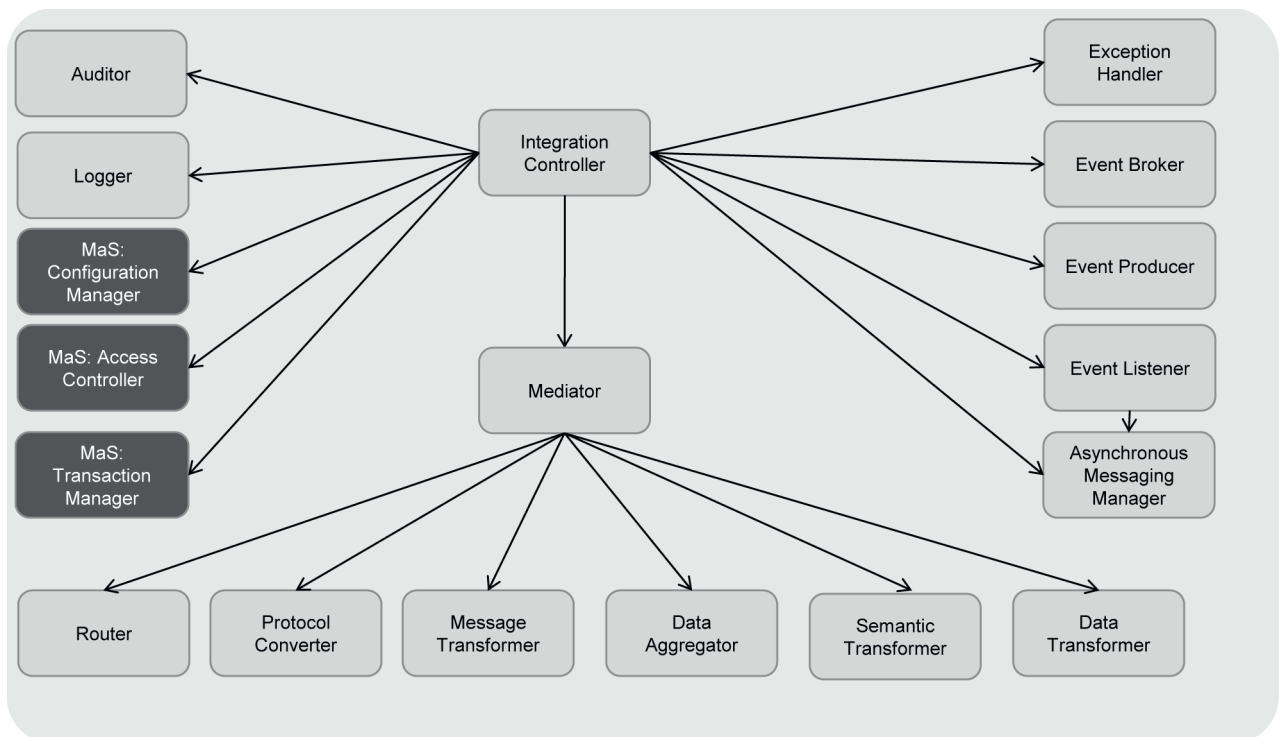 Auditor
Logger
MaS:
Configuration
Manager
MaS: Access
Controller
MaS:
Transaction
Manager
Integration
Controller
Mediator
Exception
Handler
Event Broker
Event Producer
Event Listener
Asynchronous
Messaging
Manager
Router
Protocol
Converter
Message
Transformer
Data
Aggregator
Semantic
Transformer
Data
Transformer